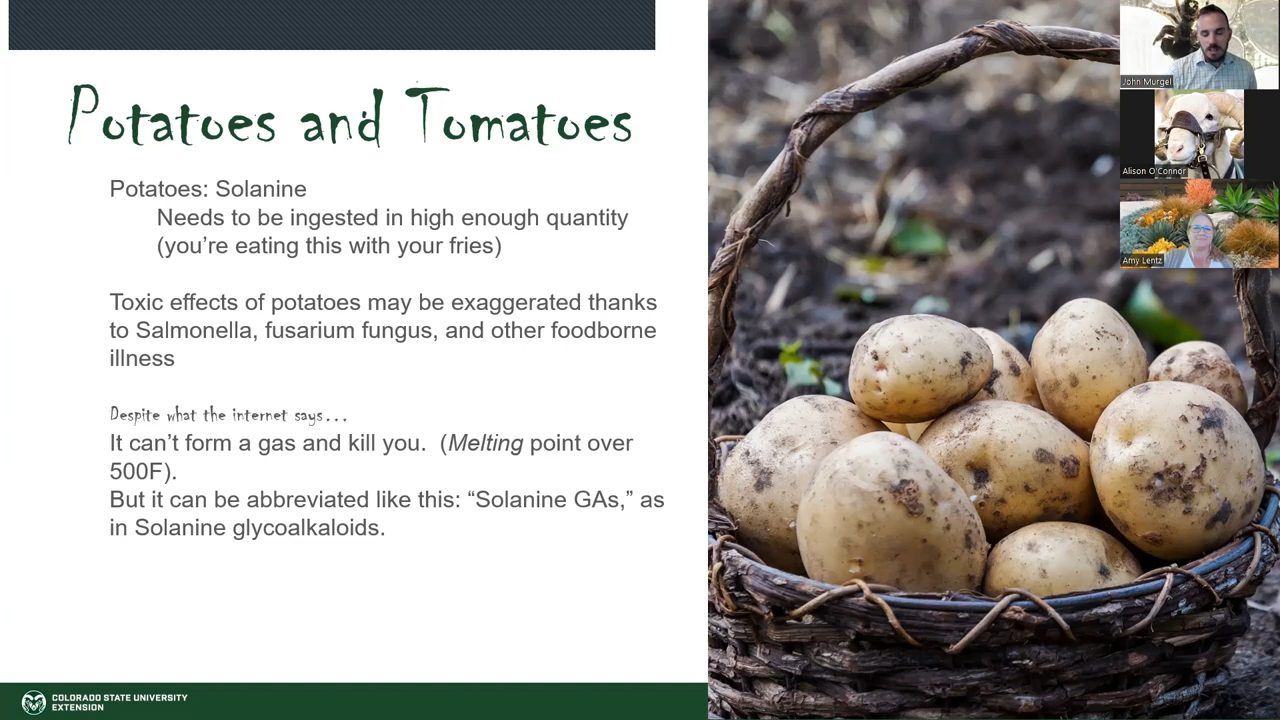 Potatoes and Tomatoes
Potatoes: Solanine
Needs to be ingested in high enough quantity
(you’re eating this with your fries)
Toxic effects of potatoes may be exaggerated thanks
to Salmonella, fusarium fungus, and other foodborne
illness
Despite what the internet says...
It can’t form a gas and kill you.  (Melting point over
500F).
But it can be abbreviated like this: “Solanine GAs,” as
in Solanine glycoalkaloids.
COLORADO STATE UNIVERSITY
EXTENSION
John Murgel
Alison O'Connor
Amy Lentz